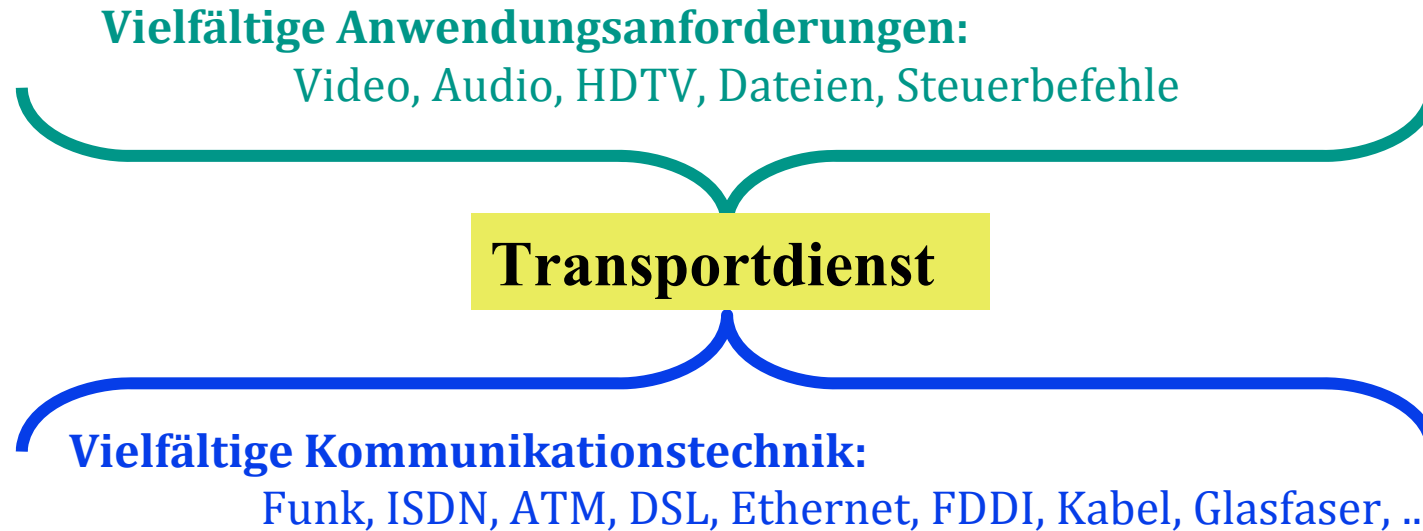 Vielfältige Anwendungsanforderungen:
Video, Audio, HDTV, Dateien, Steuerbefehle
Transportdienst
Vielfältige Kommunikationstechnik:
Funk, ISDN, ATM, DSL, Ethernet, FDDI, Kabel, Glasfaser, ..